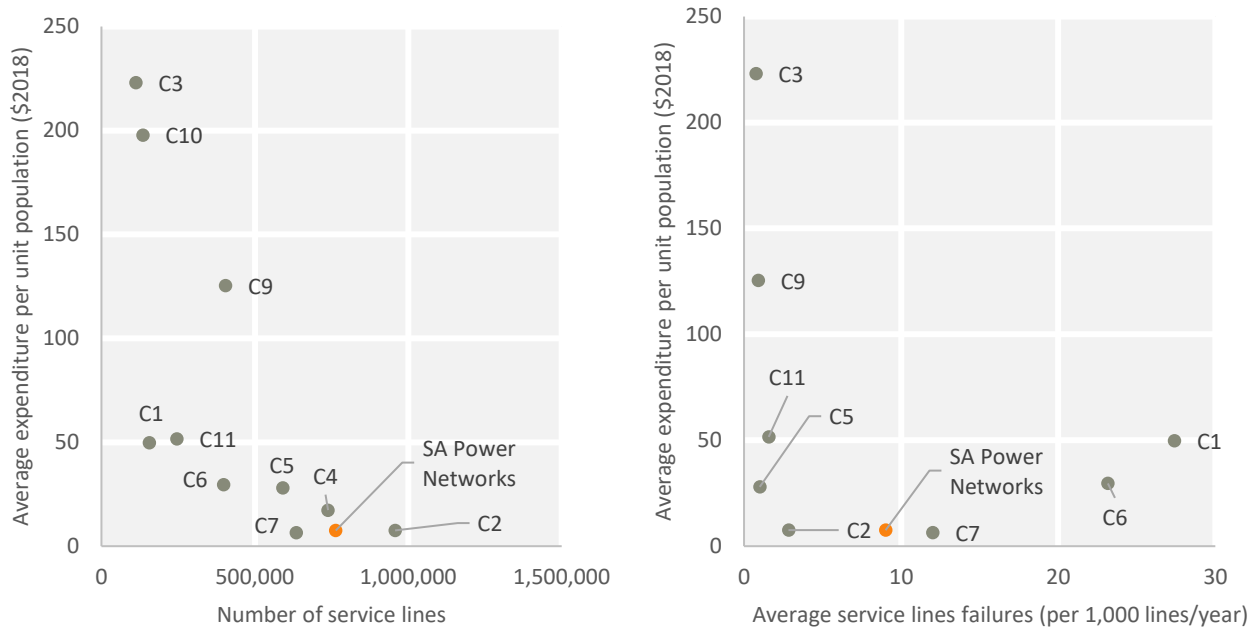 Average expenditure per unit population ($2018)
250
200
150
100
50
0
C3
C10
C9
C1
C11
C6
C5
C4
C7
SA Power
Networks
C2
0
500,000
1,000,000
1,500,000
Number of service lines
Average expenditure per unit population ($2018)
250
200
150
100
50
0
C3
C9
C11
C5
SA Power
Networks
C1
C6
C2
C7
0
10
20
30
Average service lines failures (per 1,000 lines/year)